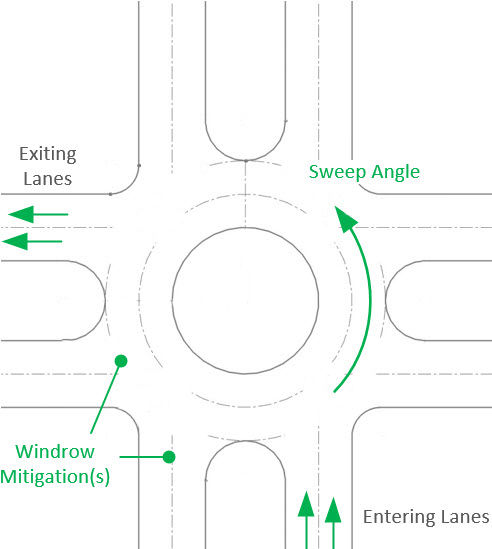 Exiting
Lanes
Sweep Angle
Windrow
Mitigation(s)
Entering Lanes